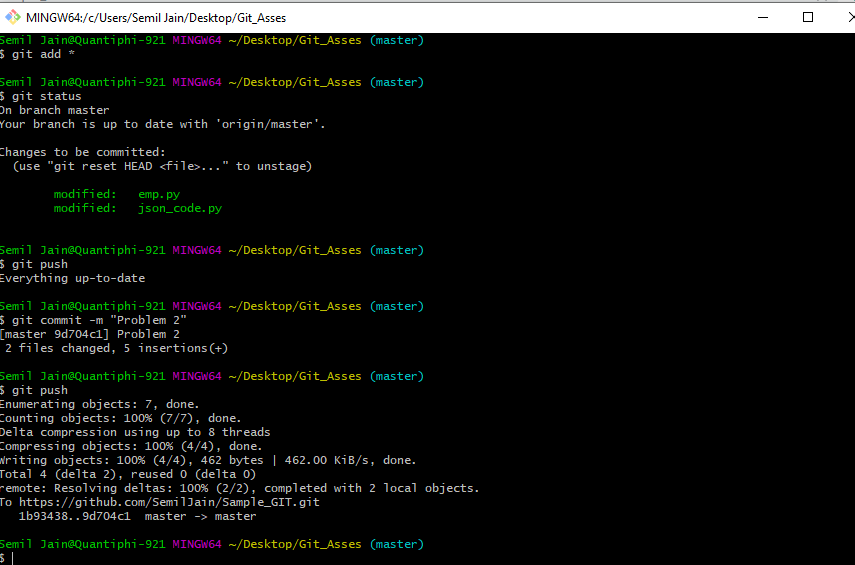 MINGW64:/c/Users/Semil Jain/Desktop/Git_Asses
Semil Jain@Quantiphi-921 MINGW64 ~/Desktop/Git_Asses (master)
$ git add *
Semil Jain@Quantiphi-921 MINGW64 ~/Desktop/Git_Asses (master)
$ git status
On branch master
Your branch is up to date with 'origin/master'.
Changes to be committed:
(use "git reset HEAD <file>..." to unstage)
modified: emp.py
modified: json_code.py
Semil Jain@Quantiphi-921 MINGW64 ~/Desktop/Git_Asses (master)
$ git push
Everything up-to-date
Semil Jain@Quantiphi-921 MINGW64 ~/Desktop/Git_Asses (master)
$ git commit -m "Problem 2"
[master 9d704c1] Problem 2
2 files changed, 5 insertions(+)
Semil Jain@Quantiphi-921 MINGW64 ~/Desktop/Git_Asses (master)
$ git push
Enumerating objects: 7, done.
Counting objects: 100% (7/7), done.
Delta compression using up to 8 threads
Compressing objects: 100% (4/4), done.
Writing objects: 100% (4/4), 462 bytes | 462.00 KiB/s, done.
Total 4 (delta 2), reused 0 (delta 0)
remote: Resolving deltas: 100% (2/2), completed with 2 local objects.
To https://github.com/SemilJain/Sample_GIT.git
1b93438..9d704c1 master -> master
Semil Jain@Quantiphi-921 MINGW64 ~/Desktop/Git_Asses (master)
$